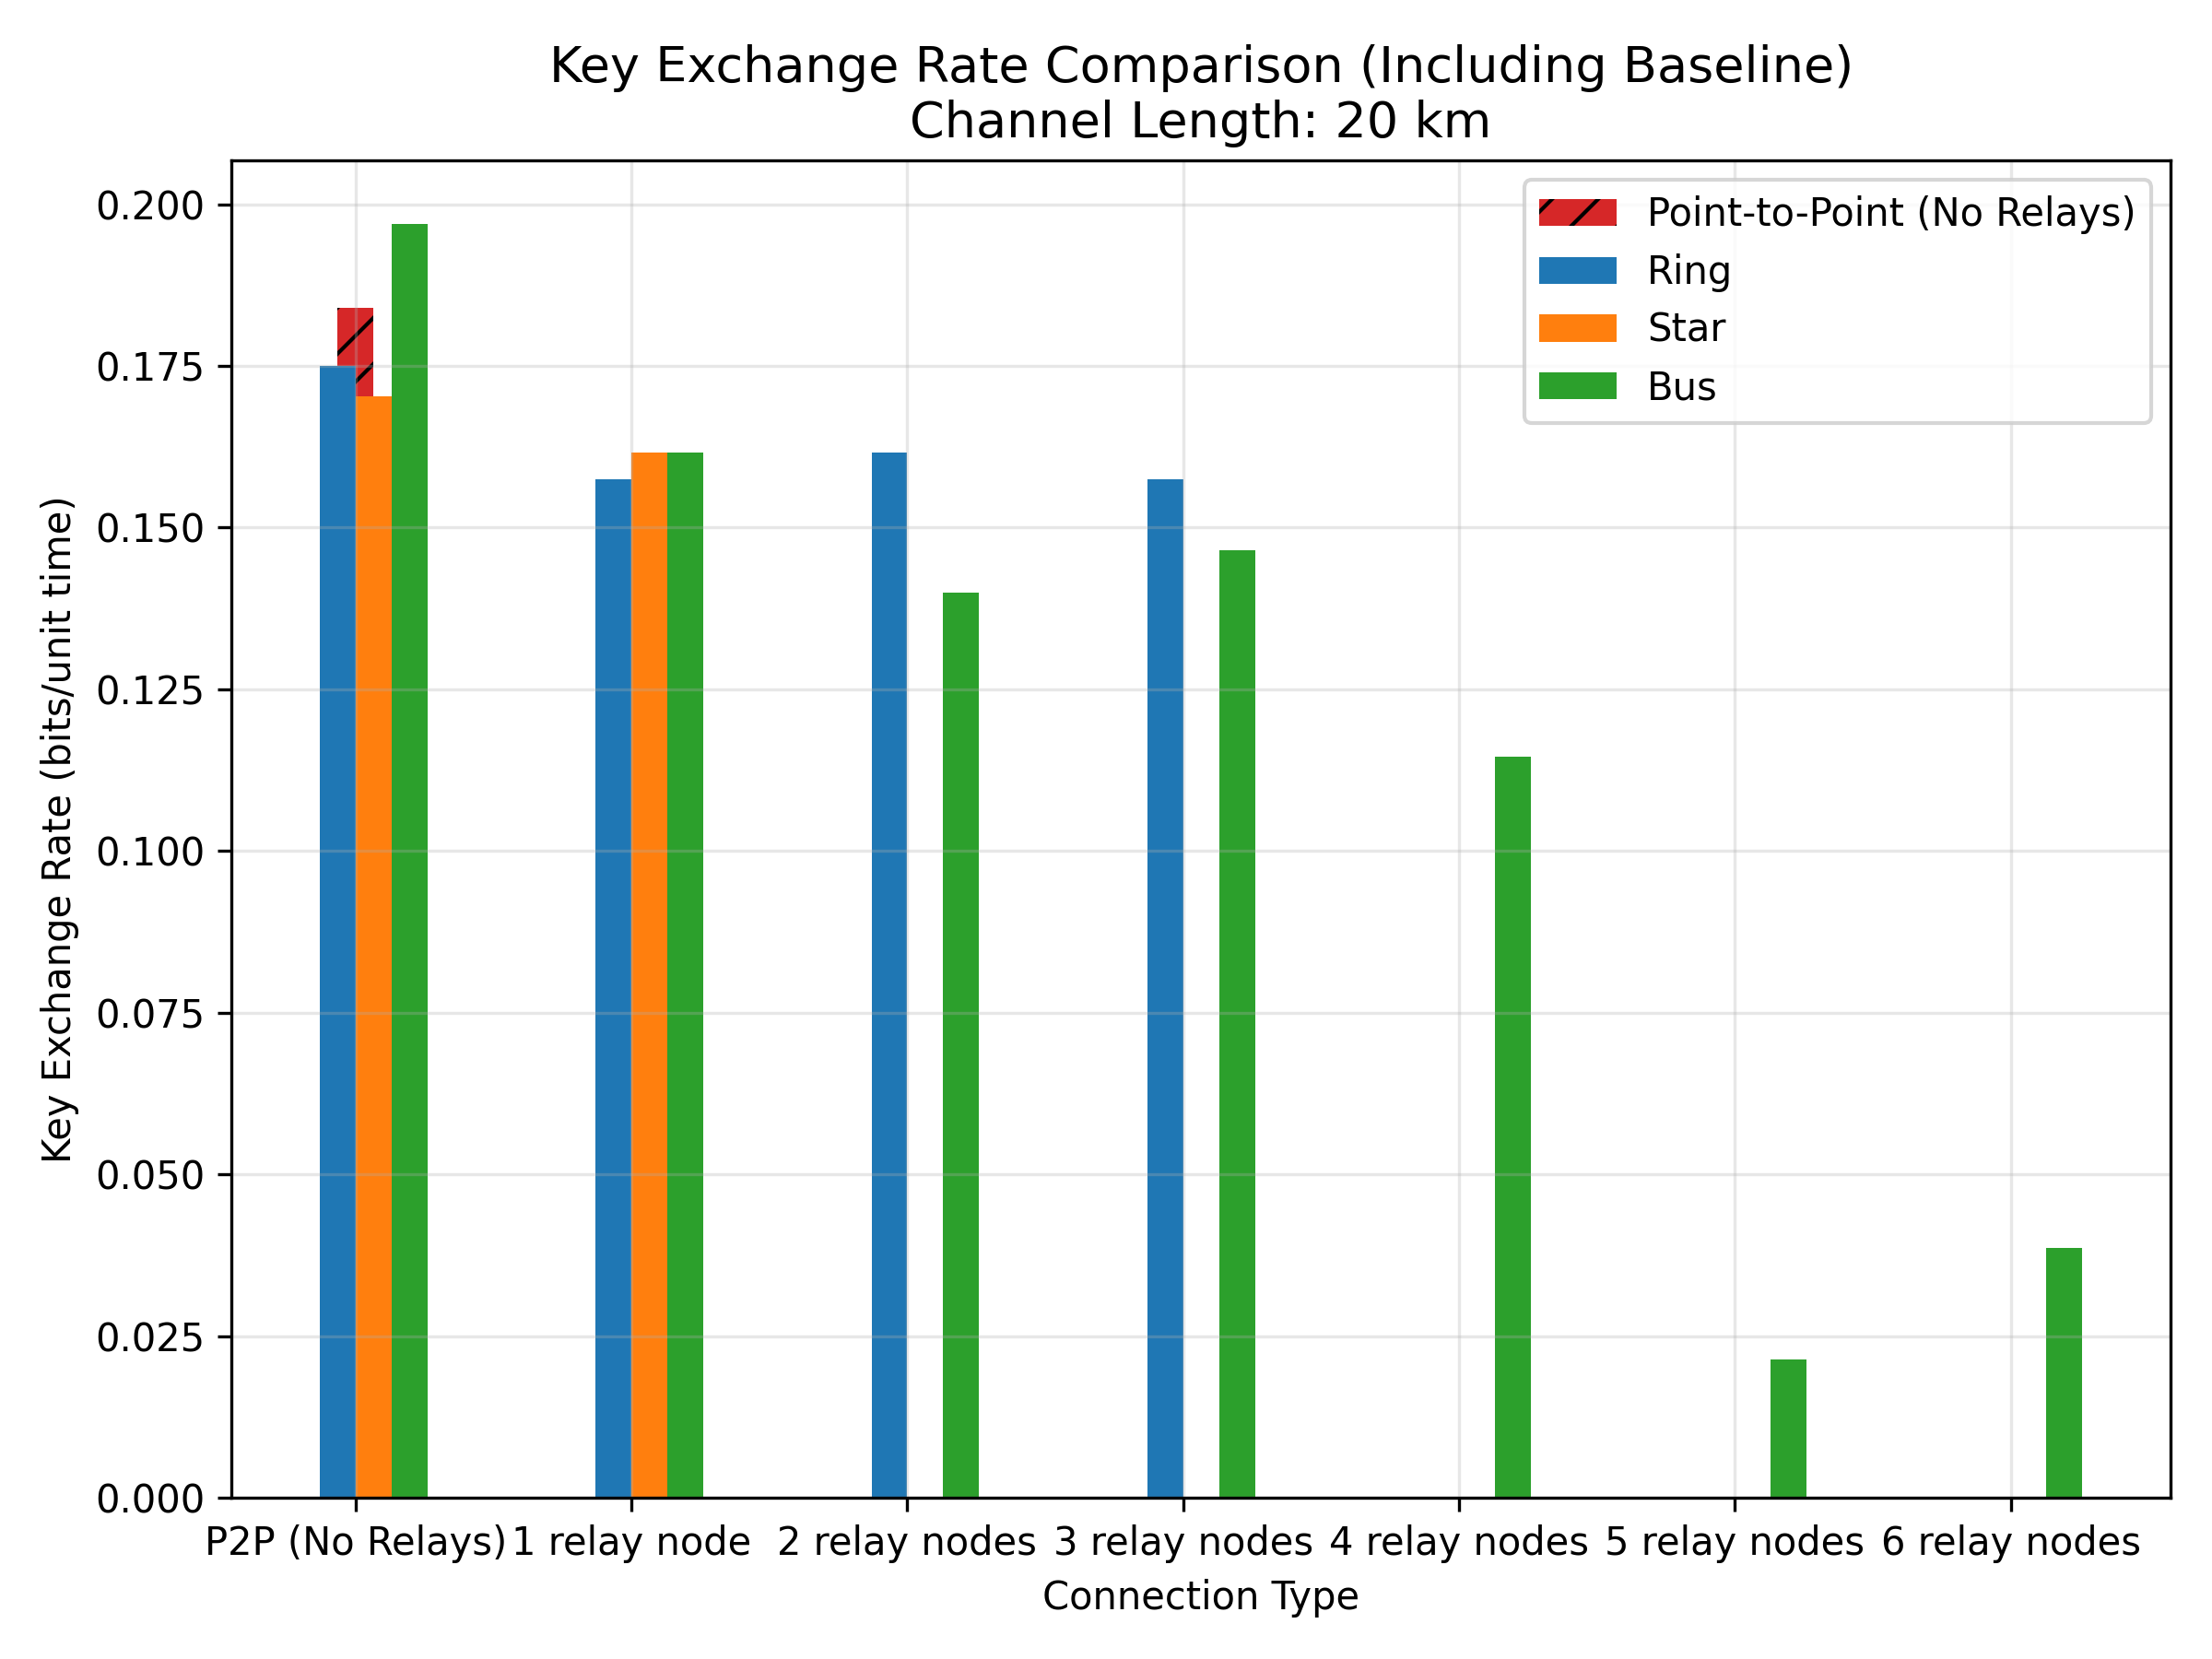 Key Exchange Rate Comparison (Including Baseline)
Channel Length: 20 km
Point-to-Point (No Relays)
Ring
Star
Bus
Key Exchange Rate (bits/unit time)
0.200
0.175
0.150
0.125
0.100
0.075
0.050
0.025
0.000
P2P (No Relays) 1 relay node 2 relay nodes 3 relay nodes 4 relay nodes 5 relay nodes 6 relay nodes
Connection Type